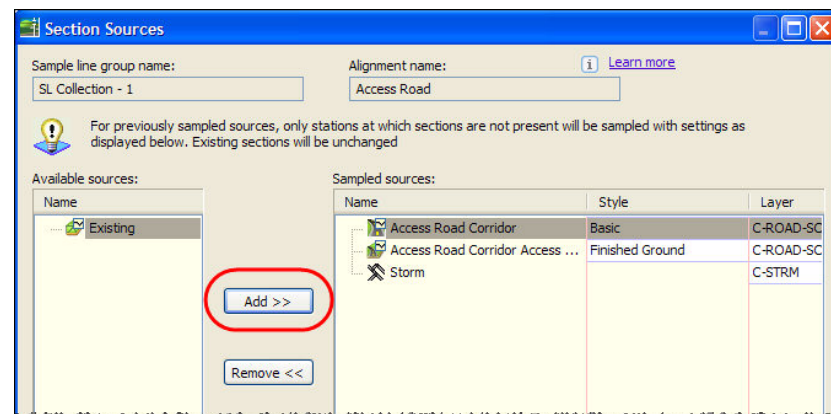 Section Sources
Sample line group name:
SL Collection - 1
Alignment name:
Access Road
i
Learn more
For previously sampled sources, only stations at which sections are not present will be sampled with settings as
displayed below. Existing sections will be unchanged
Available sources:
Name
Existing
Add >>
Remove <<
Sampled sources:
Name Style Layer
Access Road Corridor Basic C-ROAD-SC
Access Road Corridor Access ... Finished Ground C-ROAD-SC
Storm C-STRM